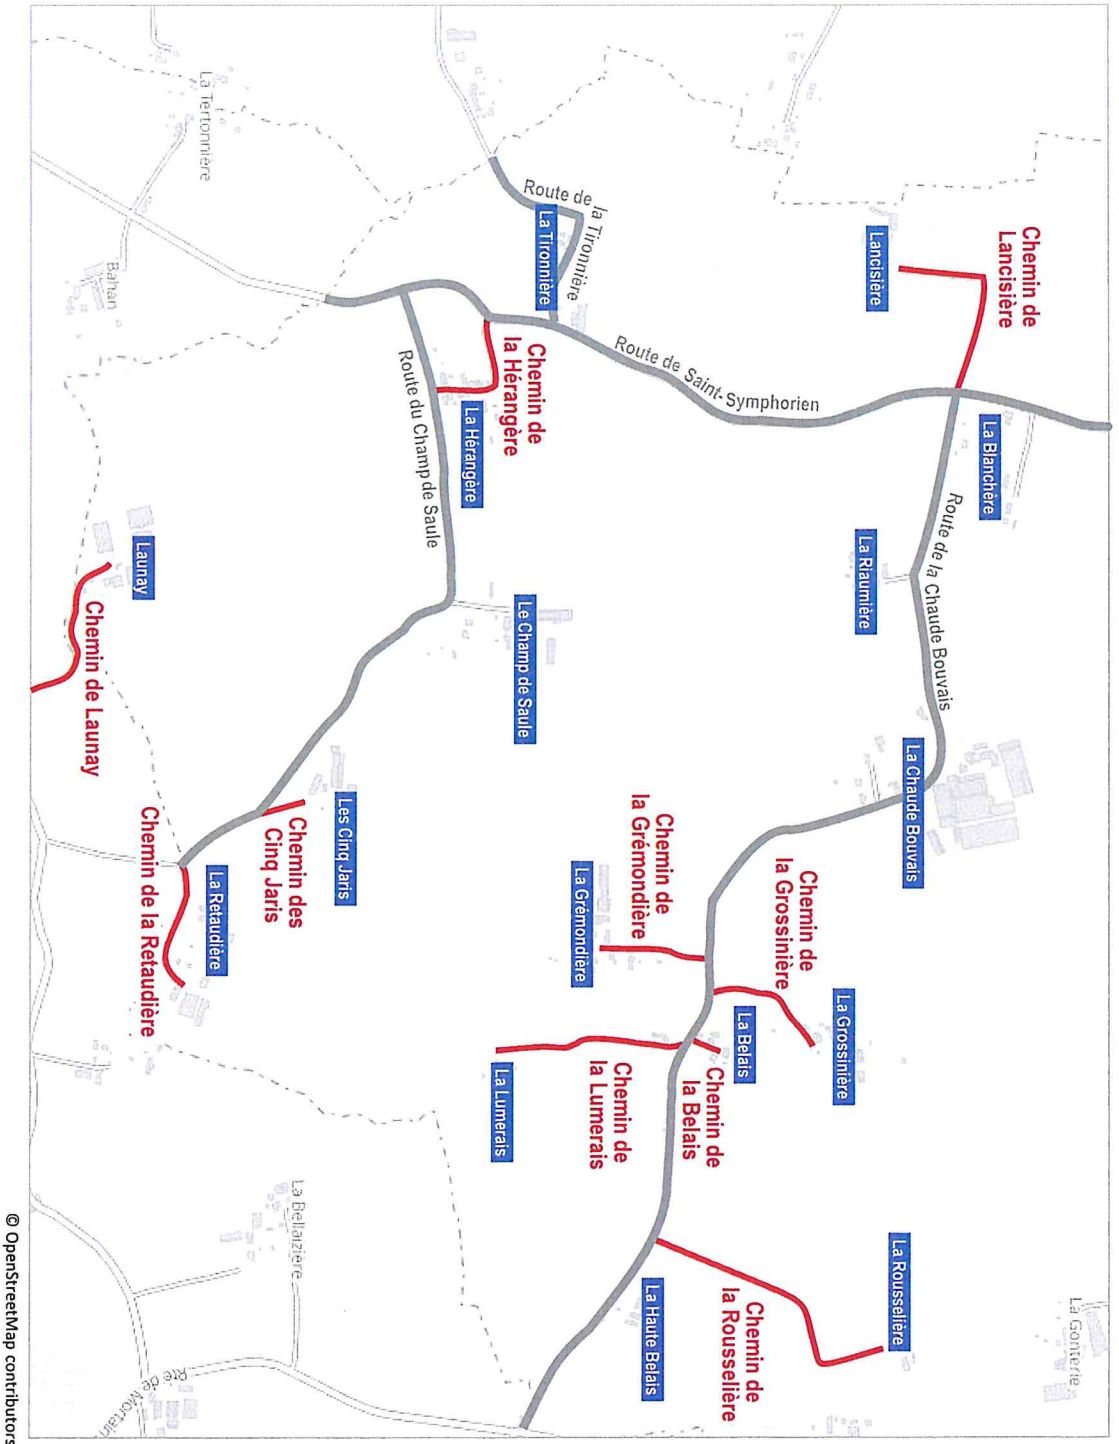 Chemin de
Lancisière
Lancisière
La Blanchère
Route de la Chaude Bouvais
La Riaumière
La Chaude Bouvais
Route de Saint-Symphorien
Route de la Tironnière
La Tironnière
Chemin de
la Hérangère
La Hérangère
Route du Champ de Saule
Le Champ de Saule
Chemin de
la Grossinière
La Grossinière
Chemin de
la Grémondière
La Grémondière
La Belais
Chemin de
la Belais
Chemin de
la Lumerais
La Lumerais
La Rousselière
Chemin de
la Rousselière
La Haute Belais
La Gonterie
Les Cinq Jaris
Chemin des
Cinq Jaris
La Retaudière
Chemin de la Retaudière
Launay
Chemin de Launay
La Tertonnière
Bahan
La Bellaizière
Rte de Mortain
© OpenStreetMap contributors